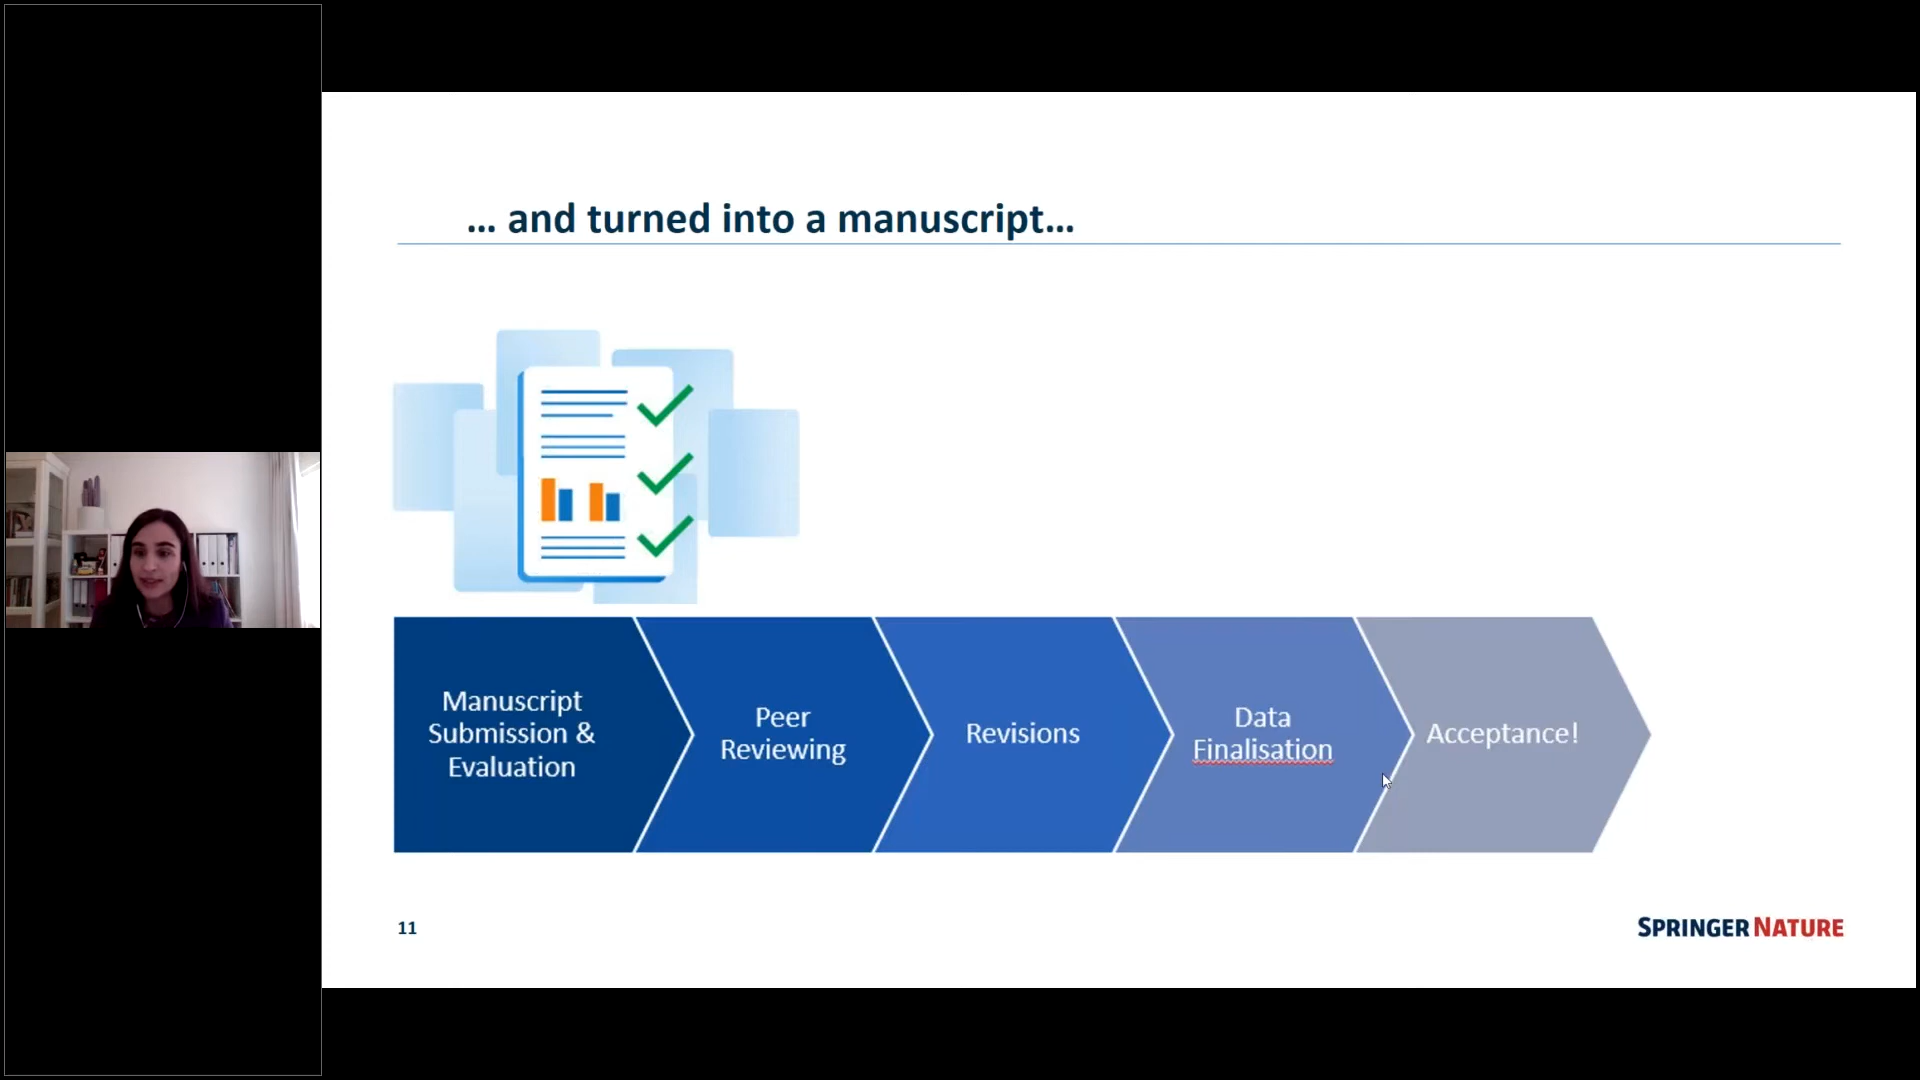 ... and turned into a manuscript...
Manuscript
Submission &
Evaluation
Peer
Reviewing
Revisions
Data
Finalisation
Acceptance!
11
SPRINGER NATURE